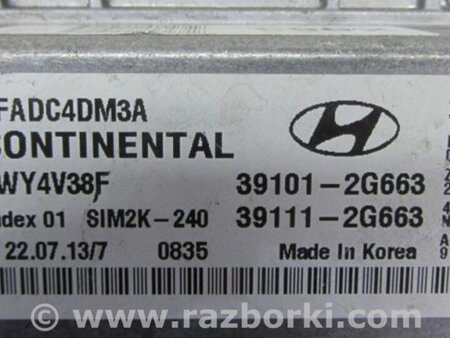 FADC4DM3A
CONTINENTAL
WY4V38F 39101-2G663
ndex 01 SIM2K-240 39111-2G663
22.07.13/7 0835 Made In Korea
© www.razborki.com